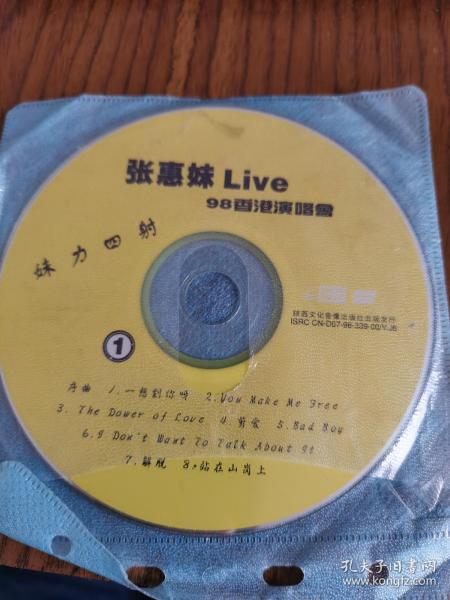 张惠妹 Live
98香港演唱會
妹力四射
陕西文化音像出版社出版发行
ISRC CN-D07-96-339-00/V.J6
1
序曲 1.一想到你呀 2.You Make Me Free
3. The Power of Love 4.剪爱 5.Bad Boy
6.I Don't Want To Talk About It
7.解脱 8,站在山岗上
孔夫子旧书网
www.kongfz.com